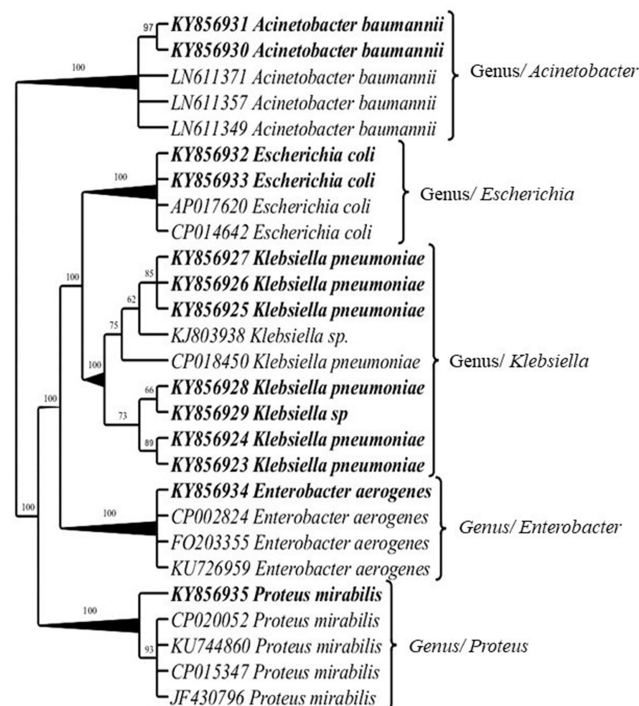 KY856931 Acinetobacter baumannii
97
KY856930 Acinetobacter baumannii
100
LN611371 Acinetobacter baumannii
Genus/ Acinetobacter
LN611357 Acinetobacter baumannii
LN611349 Acinetobacter baumannii
KY856932 Escherichia coli
100
KY856933 Escherichia coli
Genus/ Escherichia
AP017620 Escherichia coli
CP014642 Escherichia coli
KY856927 Klebsiella pneumoniae
85
100
KY856926 Klebsiella pneumoniae
62
KY856925 Klebsiella pneumoniae
75
KJ803938 Klebsiella sp.
CP018450 Klebsiella pneumoniae
Genus/ Klebsiella
100
KY856928 Klebsiella pneumoniae
66
100
KY856929 Klebsiella sp
73
KY856924 Klebsiella pneumoniae
89
KY856923 Klebsiella pneumoniae
KY856934 Enterobacter aerogenes
100
100
CP002824 Enterobacter aerogenes
Genus/ Enterobacter
FO203355 Enterobacter aerogenes
KU726959 Enterobacter aerogenes
KY856935 Proteus mirabilis
100
CP020052 Proteus mirabilis
93
KU744860 Proteus mirabilis
Genus/ Proteus
CP015347 Proteus mirabilis
JF430796 Proteus mirabilis